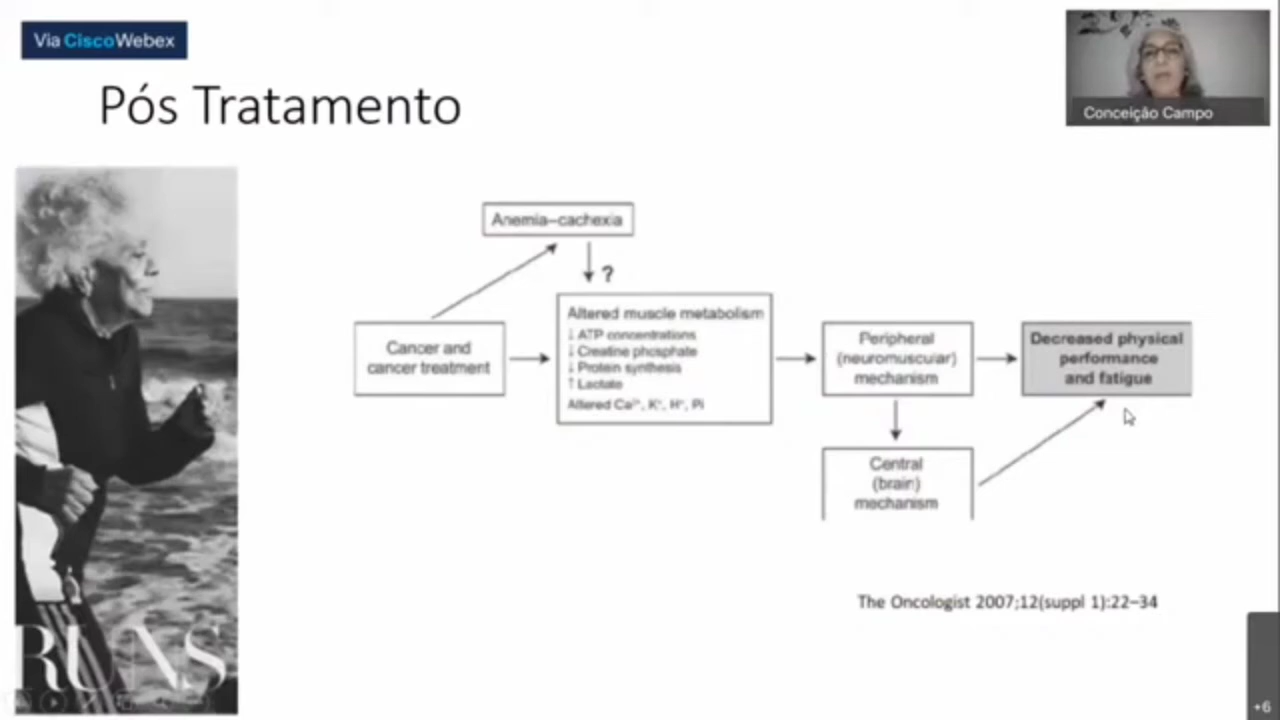 Via CiscoWebex
Conceição Campo
Pós Tratamento
Anemia–cachexia
?
Cancer and
cancer treatment
Altered muscle metabolism
↓ ATP concentrations
↓ Creatine phosphate
↓ Protein synthesis
↑ Lactate
Altered Ca²⁺, K⁺, H⁺, Pi
Peripheral
(neuromuscular)
mechanism
Decreased physical
performance
and fatigue
Central
(brain)
mechanism
The Oncologist 2007;12(suppl 1):22–34
RUNS
+6